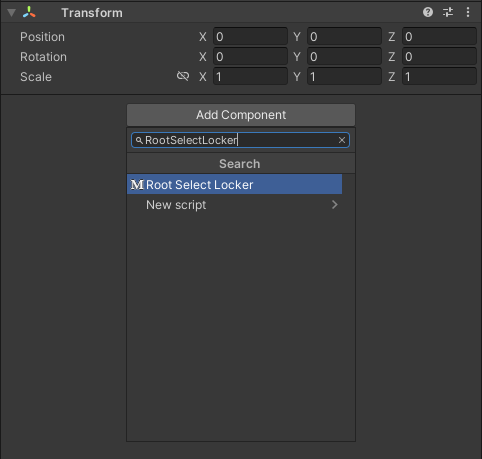 Transform
Position X 0 Y 0 Z 0
Rotation X 0 Y 0 Z 0
Scale X 1 Y 1 Z 1
Add Component
RootSelectLocker
Search
M Root Select Locker
New script